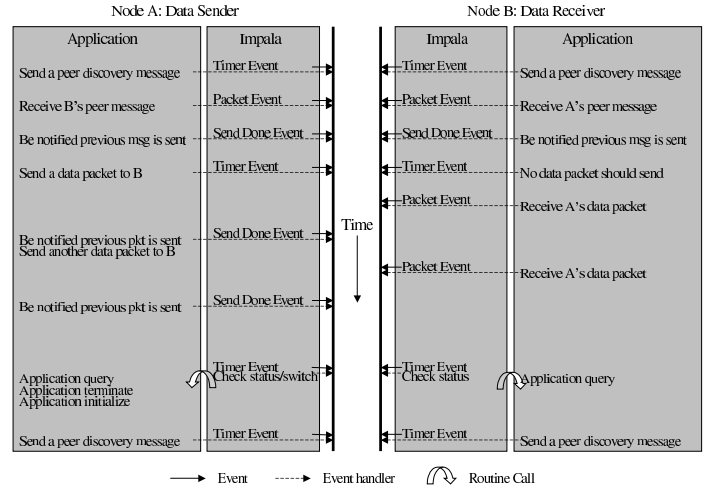 Node A: Data Sender
Node B: Data Receiver
Application
Impala
Impala
Application
Timer Event
Timer Event
Send a peer discovery message
Send a peer discovery message
Packet Event
Packet Event
Receive B's peer message
Receive A's peer message
Send Done Event
Send Done Event
Be notified previous msg is sent
Be notified previous msg is sent
Timer Event
Timer Event
Send a data packet to B
No data packet should send
Packet Event
Receive A's data packet
Time
Send Done Event
Be notified previous pkt is sent
Send another data packet to B
Packet Event
Receive A's data packet
Send Done Event
Be notified previous pkt is sent
Timer Event
Timer Event
Check status/switch
Check status
Application query
Application query
Application terminate
Application initialize
Timer Event
Timer Event
Send a peer discovery message
Send a peer discovery message
Event
Event handler
Routine Call